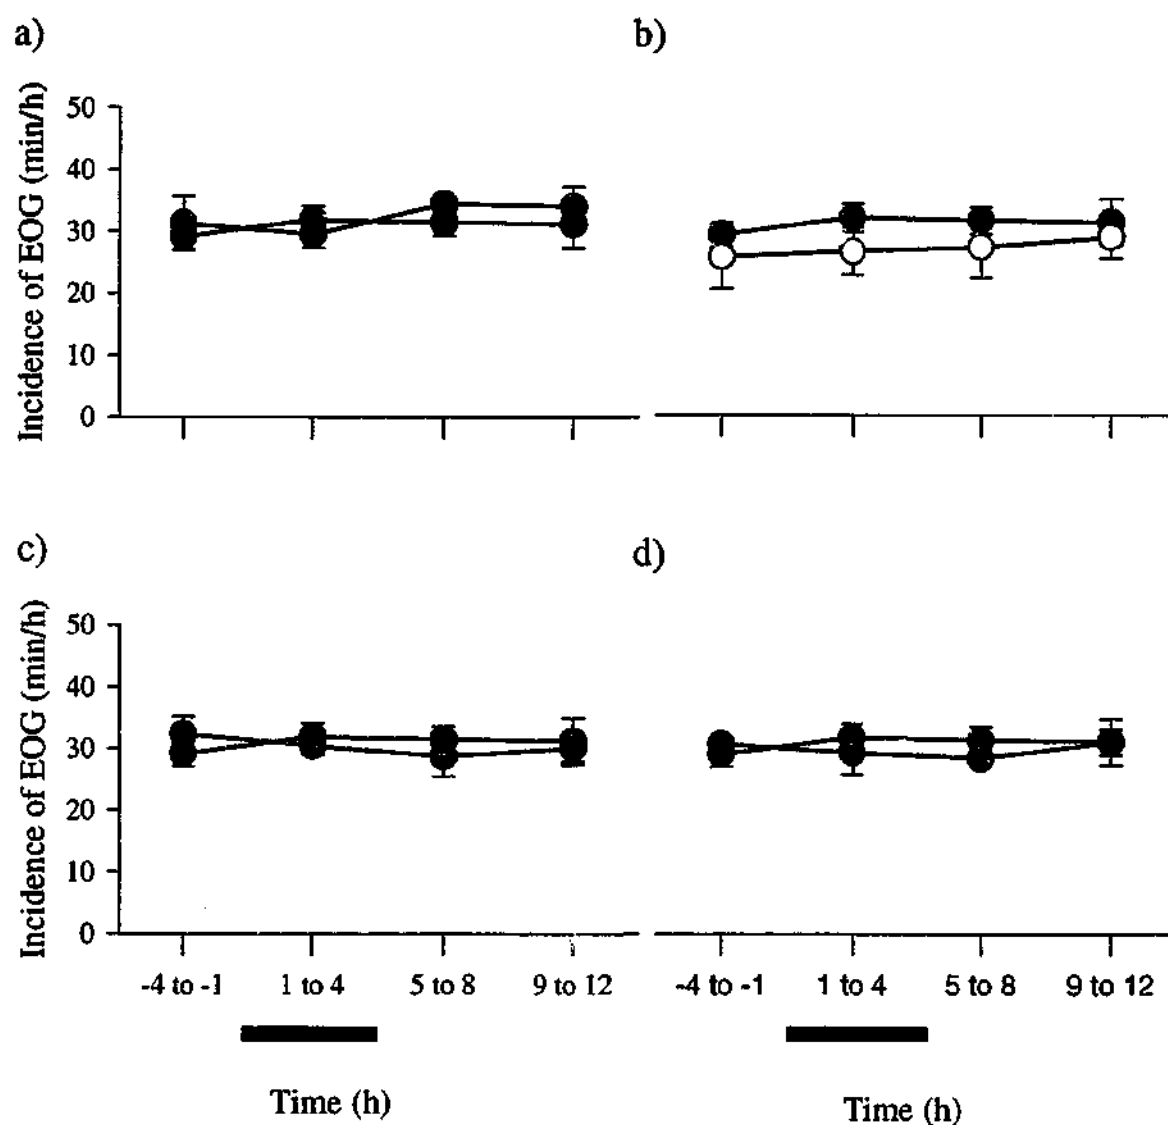 a)
b)
Incidence of EOG (min/h)
50
40
30
20
10
0
c)
d)
Incidence of EOG (min/h)
50
40
30
20
10
0
-4 to -1 1 to 4 5 to 8 9 to 12
-4 to -1 1 to 4 5 to 8 9 to 12
Time (h)
Time (h)